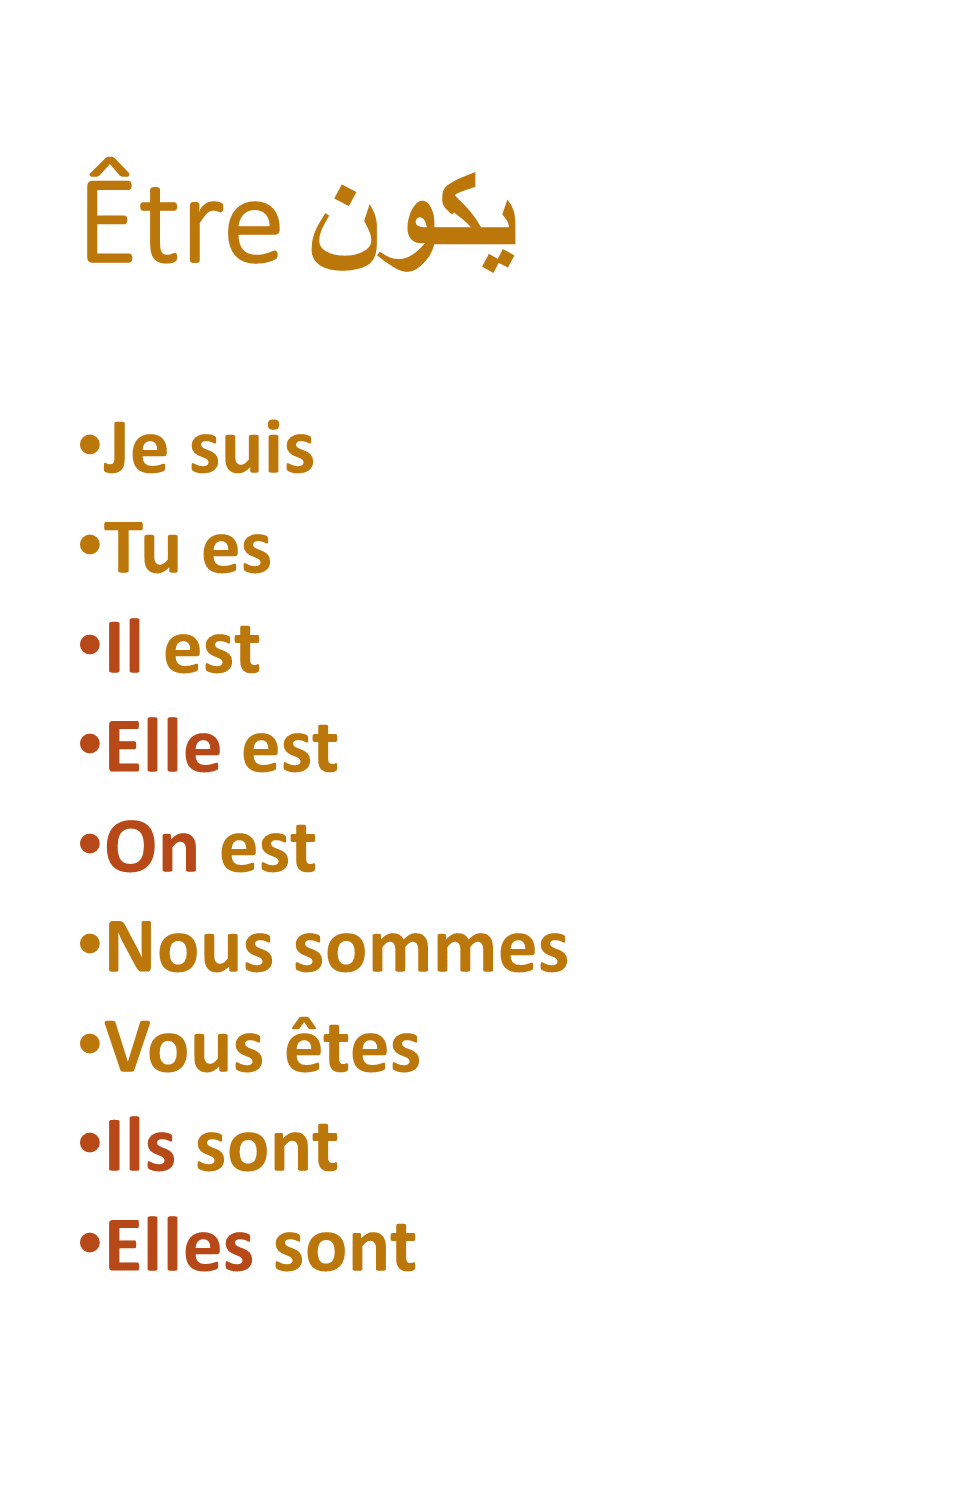 Être يكون
•Je suis
•Tu es
•Il est
•Elle est
•On est
•Nous sommes
•Vous êtes
•Ils sont
•Elles sont